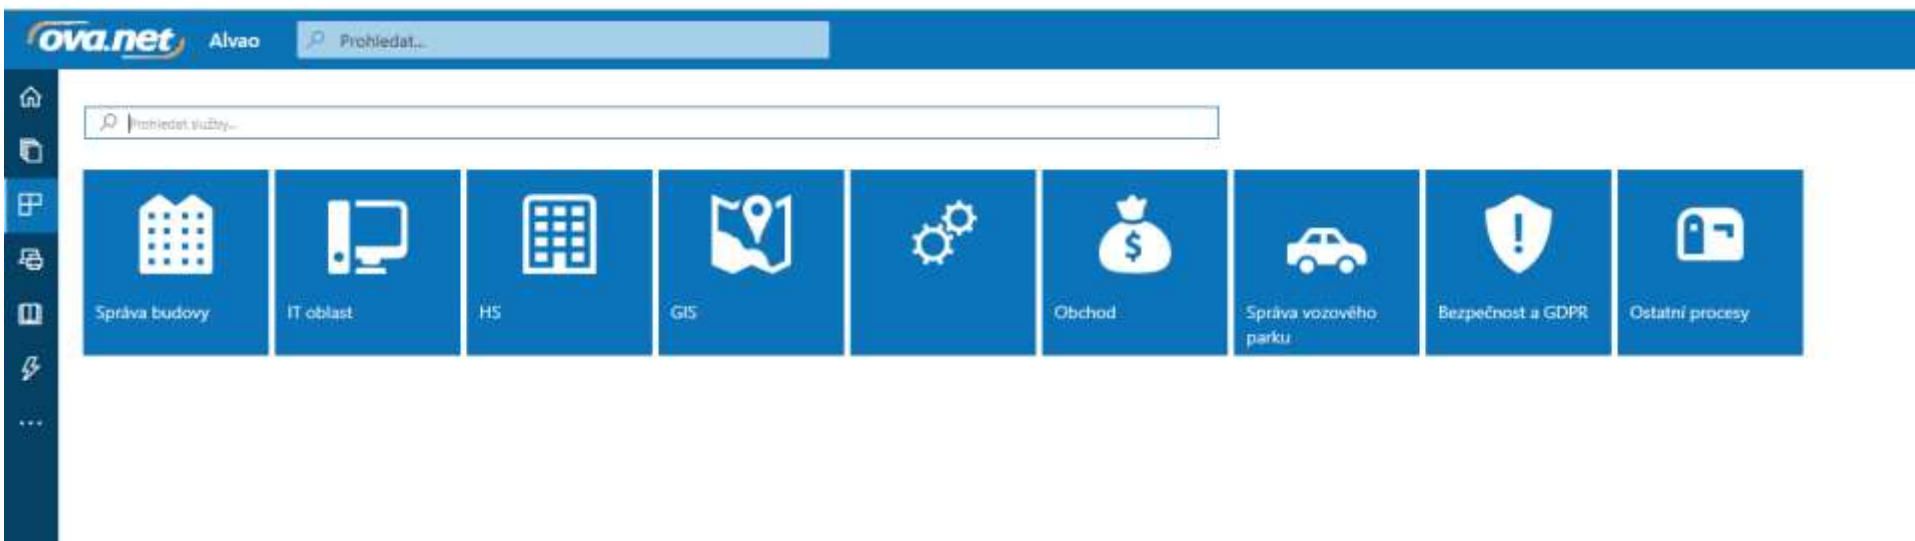 ova.net
Alvao
Prohledat...
Prohledat služby...
Správa budovy
IT oblast
HS
GIS
Obchod
Správa vozového
parku
Bezpečnost a GDPR
Ostatní procesy